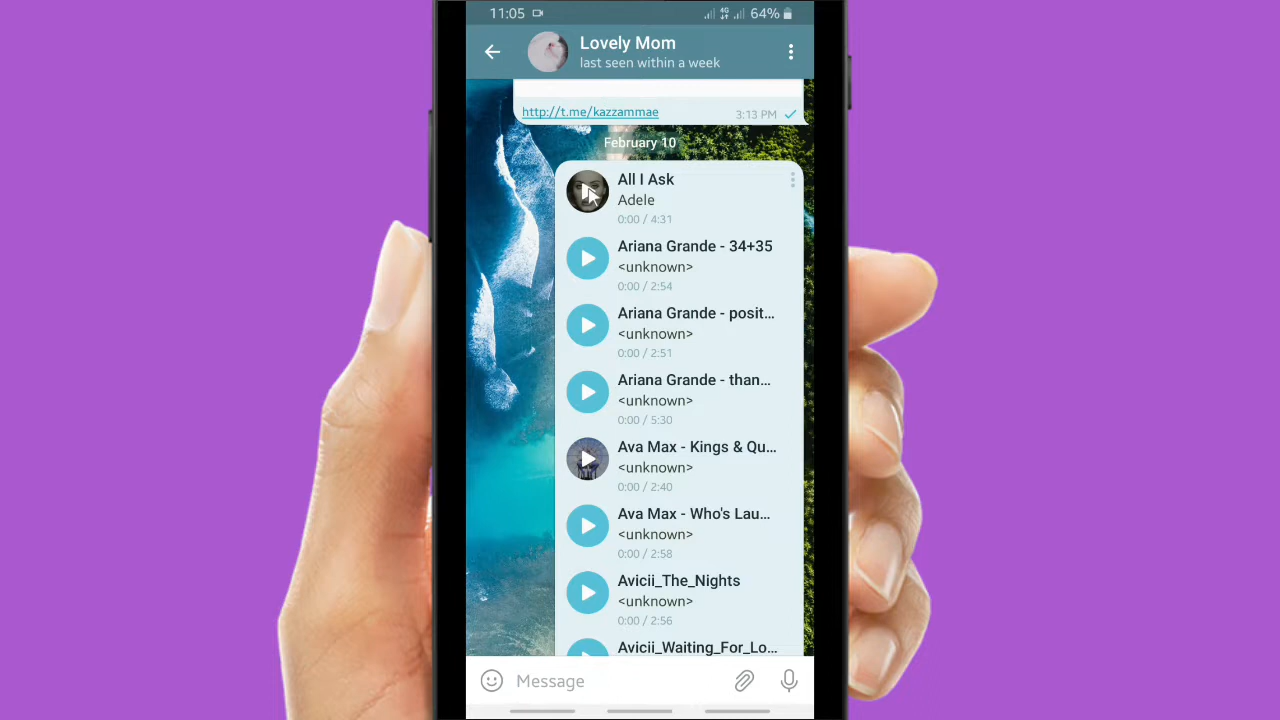 11:05
4G 64%
Lovely Mom
last seen within a week
http://t.me/kazzammae
3:13 PM
February 10
All I Ask
Adele
0:00 / 4:31
Ariana Grande - 34+35
<unknown>
0:00 / 2:54
Ariana Grande - posit...
<unknown>
0:00 / 2:51
Ariana Grande - than...
<unknown>
0:00 / 5:30
Ava Max - Kings & Qu...
<unknown>
0:00 / 2:40
Ava Max - Who's Lau...
<unknown>
0:00 / 2:58
Avicii_The_Nights
<unknown>
0:00 / 2:56
Avicii_Waiting_For_Lo...
Message